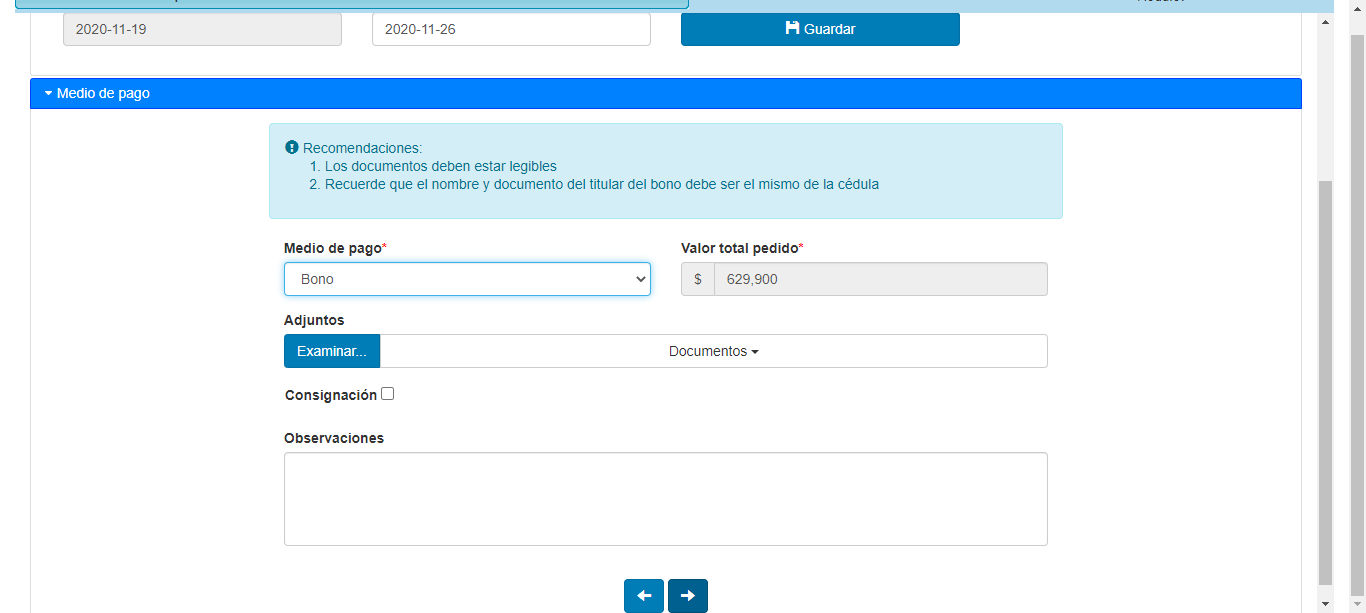 2020-11-19 2020-11-26 Guardar
Medio de pago
Recomendaciones:
1. Los documentos deben estar legibles
2. Recuerde que el nombre y documento del titular del bono debe ser el mismo de la cédula
Medio de pago* Valor total pedido*
Bono $ 629,900
Adjuntos
Examinar... Documentos
Consignación
Observaciones